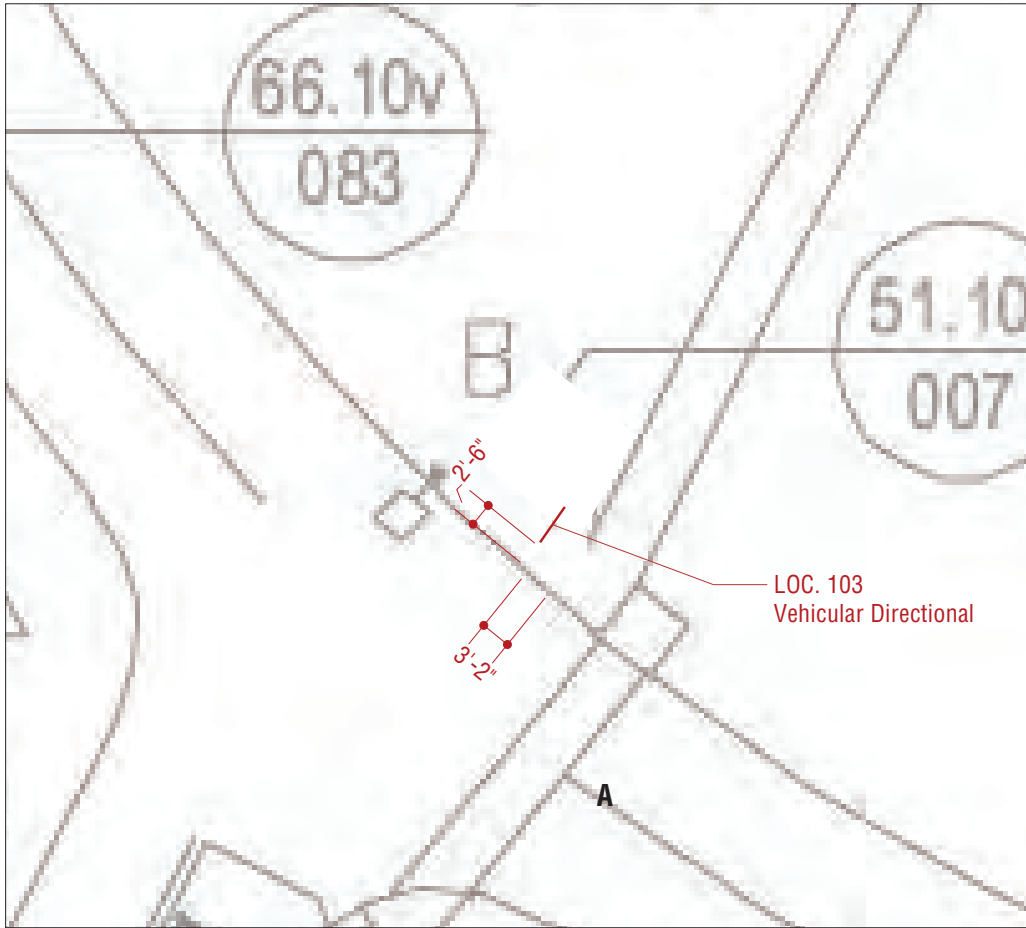 66.10v
083
51.10
007
B
2'-6"
LOC. 103
Vehicular Directional
3'-2"
A